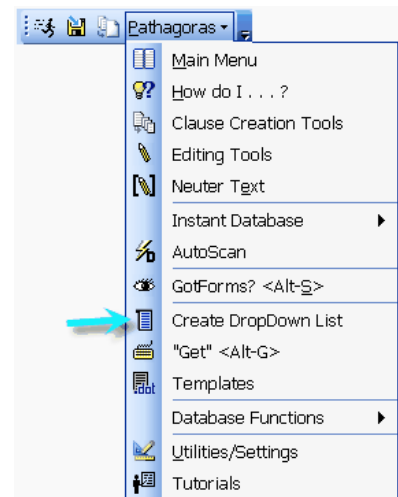 Pathagoras
Main Menu
How do I . . . ?
Clause Creation Tools
Editing Tools
Neuter Text
Instant Database
AutoScan
GotForms? <Alt-S>
Create DropDown List
"Get" <Alt-G>
.dot Templates
Database Functions
Utilities/Settings
Tutorials